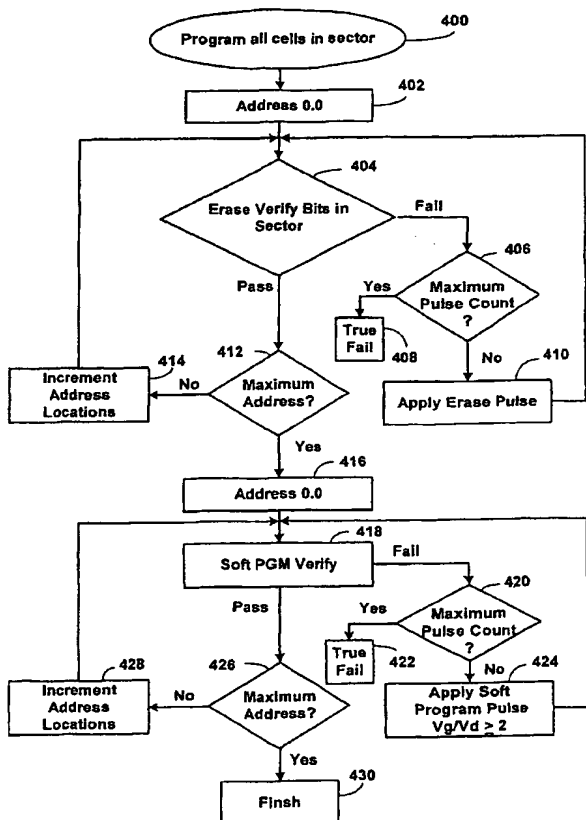 Program all cells in sector
400
Address 0.0
402
404
Erase Verify Bits in
Sector
Fail
406
Pass
Yes
Maximum
Pulse Count
?
True
Fail
408
No
410
Apply Erase Pulse
412
414
Increment
Address
Locations
No
Maximum
Address?
Yes
416
Address 0.0
418
Soft PGM Verify
Fail
420
Pass
Yes
Maximum
Pulse Count
?
True
Fail
422
No
424
Apply Soft
Program Pulse
Vg/Vd ≥ 2
426
428
Increment
Address
Locations
No
Maximum
Address?
Yes
430
Finsh